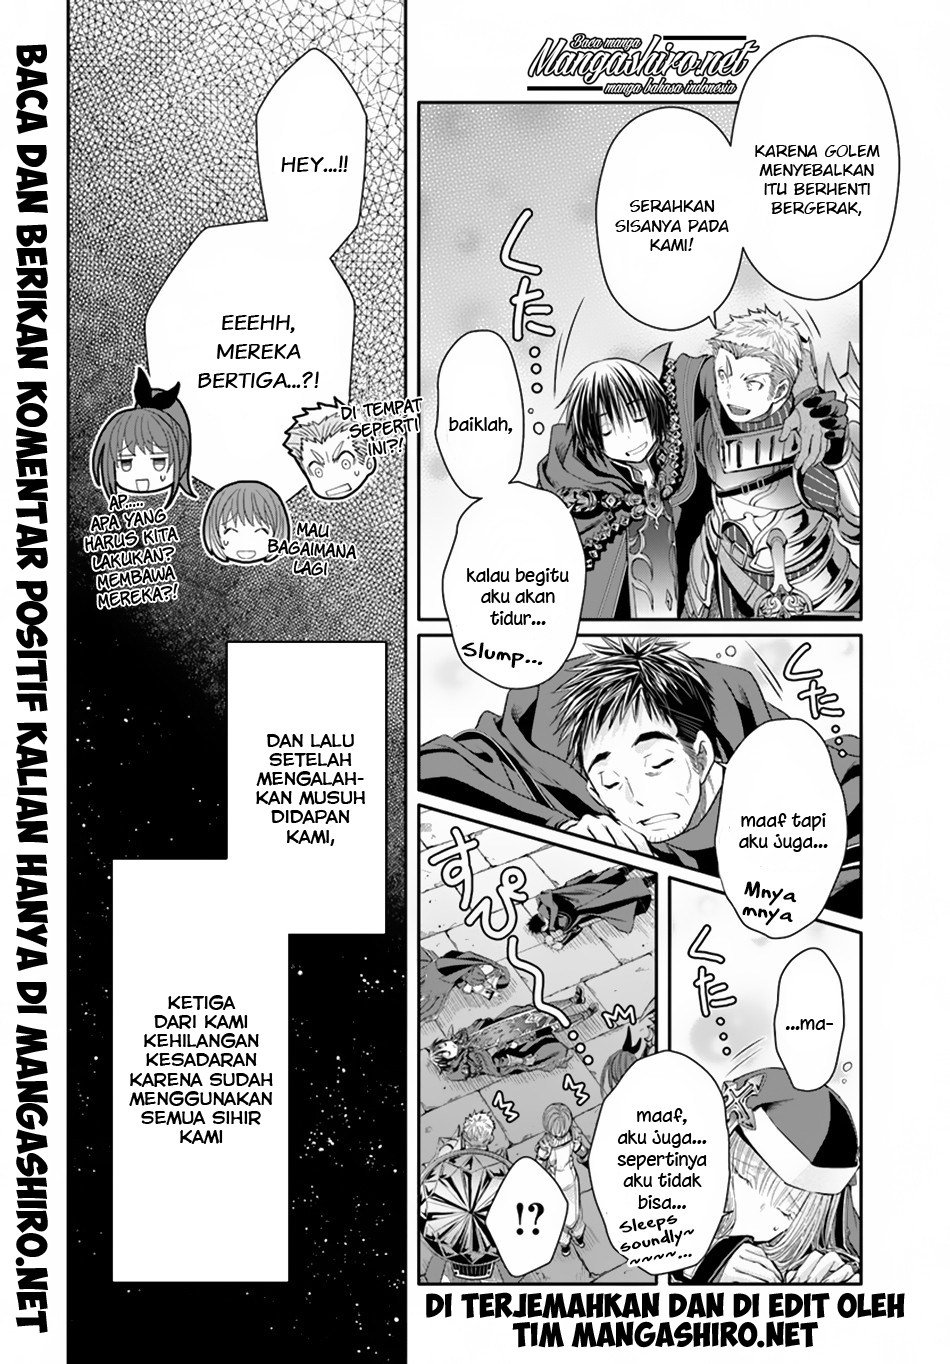 Baca manga
Mangashiro.net
manga bahasa indonesia
KARENA GOLEM
MENYEBALKAN
ITU BERHENTI
BERGERAK,
SERAHKAN
SISANYA PADA
KAMI!
くた...
baiklah,
kalau begitu
aku akan
tidur...
Slump...
くた...
maaf tapi
aku juga...
Mnya
mnya
くた...
...ma-
maaf,
aku juga...
sepertinya
aku tidak
bisa...
Sleeps
soundly~
~~~~...
すぴ〜...
!?
HEY...!!
EEEHH,
MEREKA
BERTIGA...?!
DI TEMPAT
SEPERTI
INI?!
MAU
BAGAIMANA
LAGI
AP.....
APA YANG
HARUS KITA
LAKUKAN?
MEMBAWA
MEREKA?!
DAN LALU
SETELAH
MENGALAH-
KAN MUSUH
DIDAPAN
KAMI,
KETIGA
DARI KAMI
KEHILANGAN
KESADARAN
KARENA SUDAH
MENGGUNAKAN
SEMUA SIHIR
KAMI
BACA DAN BERIKAN KOMENTAR POSITIF KALIAN HANYA DI MANGASHIRO.NET
DI TERJEMAHKAN DAN DI EDIT OLEH
TIM MANGASHIRO.NET